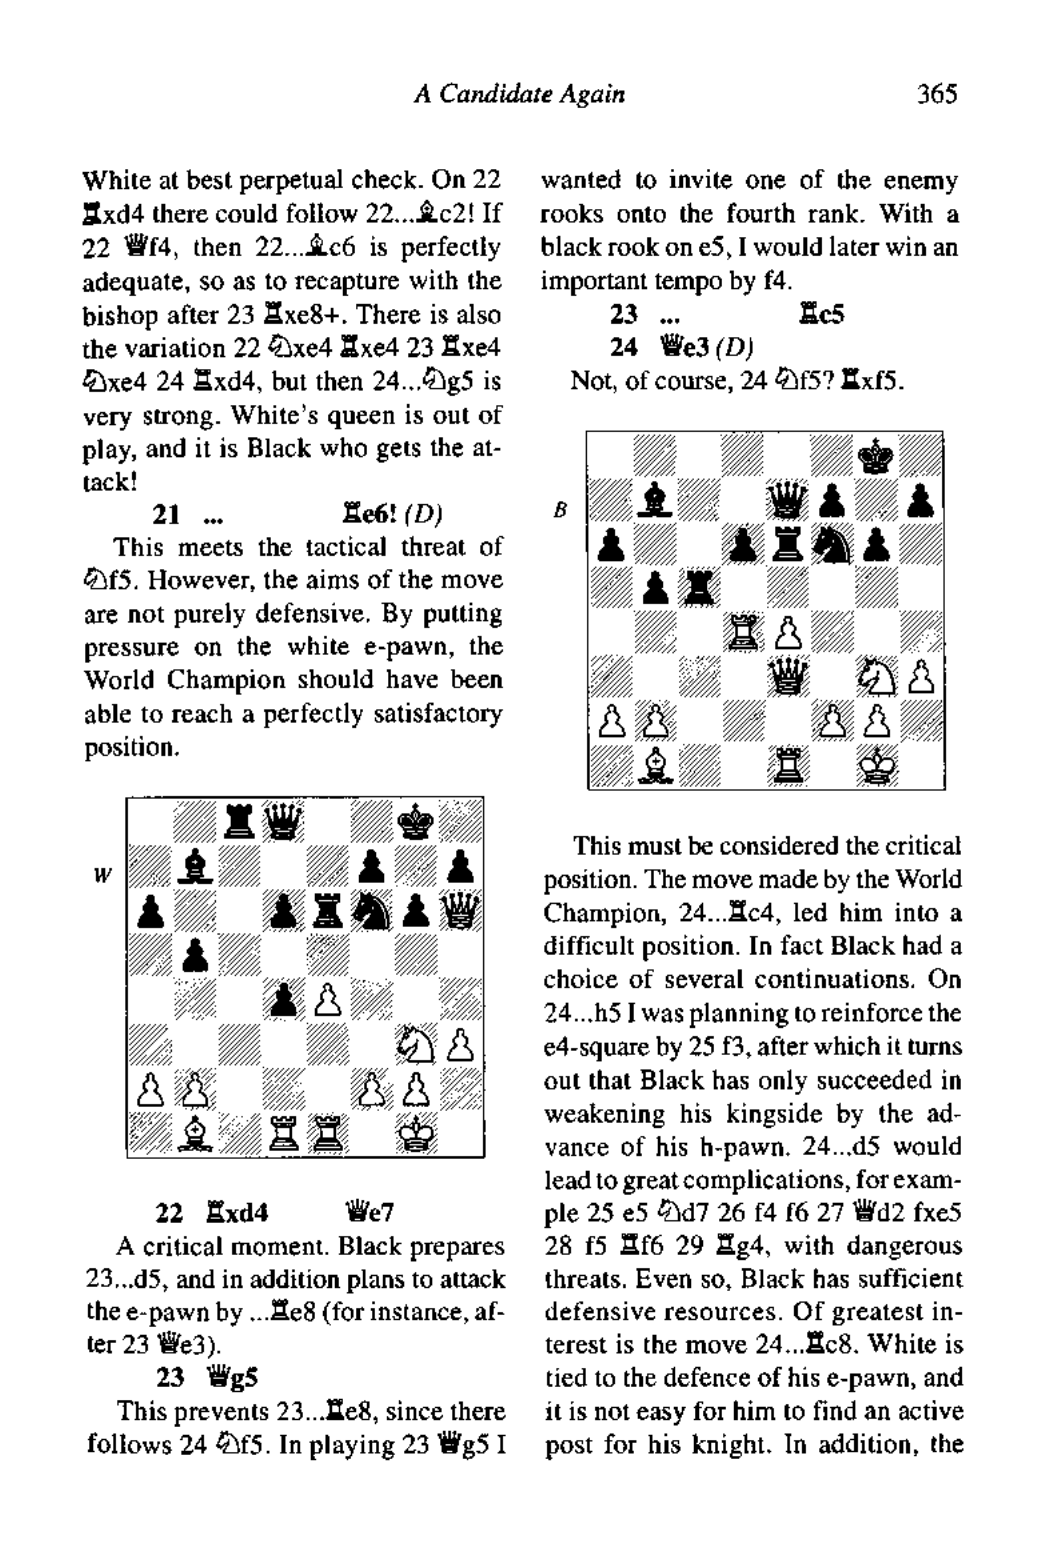 A Candidate Again 365
White at best perpetual check. On 22
♖xd4 there could follow 22...♗c2! If
22 ♕f4, then 22...♗c6 is perfectly
adequate, so as to recapture with the
bishop after 23 ♖xe8+. There is also
the variation 22 ♘xe4 ♖xe4 23 ♖xe4
♘xe4 24 ♖xd4, but then 24...♘g5 is
very strong. White's queen is out of
play, and it is Black who gets the at-
tack!
21 ... ♖e6! (D)
This meets the tactical threat of
♘f5. However, the aims of the move
are not purely defensive. By putting
pressure on the white e-pawn, the
World Champion should have been
able to reach a perfectly satisfactory
position.
W
22 ♖xd4 ♕e7
A critical moment. Black prepares
23...d5, and in addition plans to attack
the e-pawn by ...♖e8 (for instance, af-
ter 23 ♕e3).
23 ♕g5
This prevents 23...♖e8, since there
follows 24 ♘f5. In playing 23 ♕g5 I
wanted to invite one of the enemy
rooks onto the fourth rank. With a
black rook on e5, I would later win an
important tempo by f4.
23 ... ♖c5
24 ♕e3 (D)
Not, of course, 24 ♘f5? ♖xf5.
B
This must be considered the critical
position. The move made by the World
Champion, 24...♖c4, led him into a
difficult position. In fact Black had a
choice of several continuations. On
24...h5 I was planning to reinforce the
e4-square by 25 f3, after which it turns
out that Black has only succeeded in
weakening his kingside by the ad-
vance of his h-pawn. 24...d5 would
lead to great complications, for exam-
ple 25 e5 ♘d7 26 f4 f6 27 ♕d2 fxe5
28 f5 ♖f6 29 ♖g4, with dangerous
threats. Even so, Black has sufficient
defensive resources. Of greatest in-
terest is the move 24...♖c8. White is
tied to the defence of his e-pawn, and
it is not easy for him to find an active
post for his knight. In addition, the